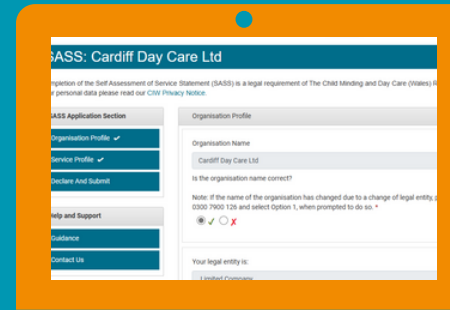 SASS: Cardiff Day Care Ltd
mpletion of the Self Assessment of Service Statement (SASS) is a legal requirement of The Child Minding and Day Care (Wales) R
r personal data please read our CIW Privacy Notice.
SASS Application Section
Organisation Profile ✔
Service Profile ✔
Declare And Submit
Help and Support
Guidance
Contact Us
Organisation Profile
Organisation Name
Cardiff Day Care Ltd
Is the organisation name correct?
Note: If the name of the organisation has changed due to a change of legal entity, p
0300 7900 126 and select Option 1, when prompted to do so. *
✓ ✗
Your legal entity is:
Limited Company